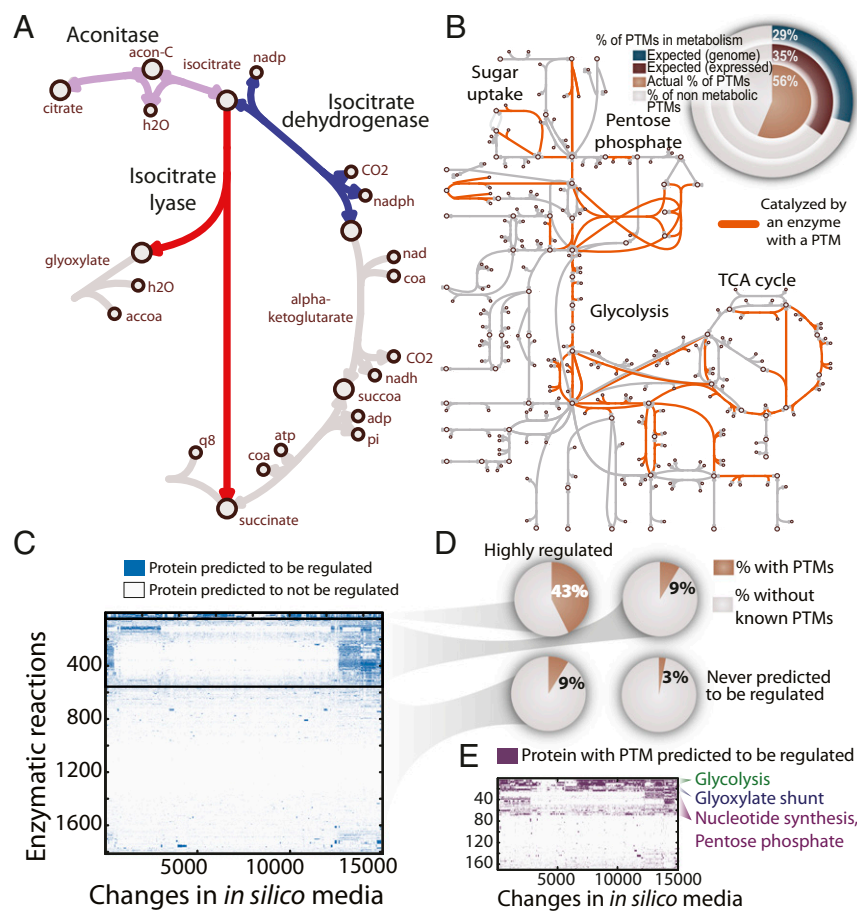 A
Aconitase
acon-C
isocitrate
nadp
citrate
h2O
Isocitrate
dehydrogenase
CO2
nadph
Isocitrate
lyase
glyoxylate
h2O
accoa
nad
coa
alpha-
ketoglutarate
CO2
nadh
succoa
adp
pi
q8
atp
coa
succinate
B
% of PTMs in metabolism
Expected (genome)
Expected (expressed)
Actual % of PTMs
% of non metabolic
PTMs
29%
35%
56%
Sugar
uptake
Pentose
phosphate
Catalyzed by
an enzyme
with a PTM
Glycolysis
TCA cycle
C
Protein predicted to be regulated
Protein predicted to not be regulated
Enzymatic reactions
400
800
1200
1600
5000
10000
15000
Changes in in silico media
D
Highly regulated
43%
9%
% with PTMs
% without
known PTMs
9%
3%
Never predicted
to be regulated
E
Protein with PTM predicted to be regulated
40
80
120
160
5000
10000
15000
Changes in in silico media
Glycolysis
Glyoxylate shunt
Nucleotide synthesis,
Pentose phosphate